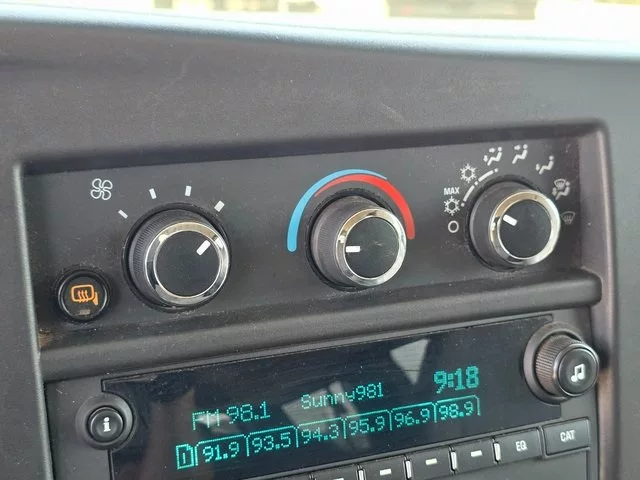 MAX
9:18
FM 98.1 Sunny981
1 91.9 93.5 94.3 95.9 96.9 98.9
i
EQ CAT